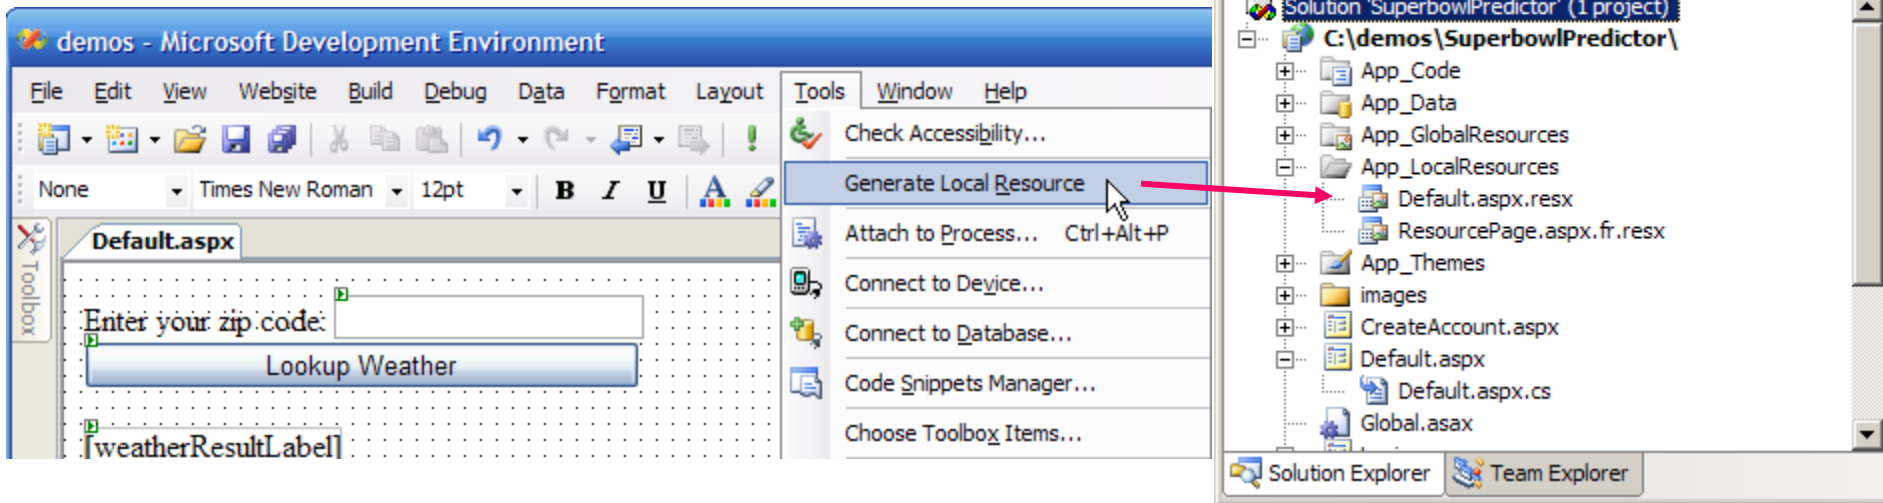 demos - Microsoft Development Environment
File Edit View Website Build Debug Data Format Layout Tools Window Help
None Times New Roman 12pt B I U A
Check Accessibility...
Generate Local Resource
Attach to Process... Ctrl+Alt+P
Connect to Device...
Connect to Database...
Code Snippets Manager...
Choose Toolbox Items...
Toolbox
Default.aspx
Enter your zip code:
Lookup Weather
[weatherResultLabel]
Solution 'SuperbowlPredictor' (1 project)
C:\demos\SuperbowlPredictor\
App_Code
App_Data
App_GlobalResources
App_LocalResources
Default.aspx.resx
ResourcePage.aspx.fr.resx
App_Themes
images
CreateAccount.aspx
Default.aspx
Default.aspx.cs
Global.asax
Solution Explorer Team Explorer